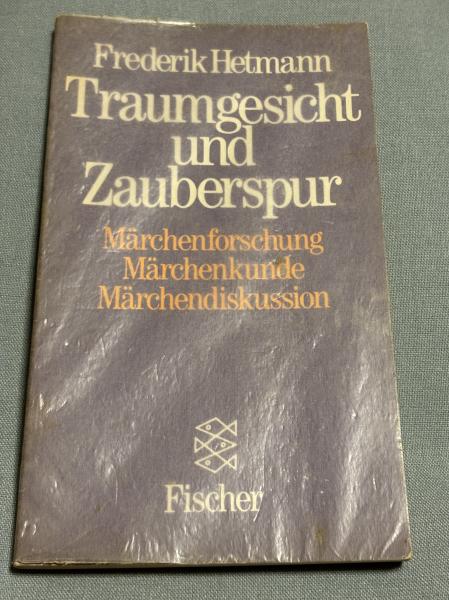 Frederik Hetmann
Traumgesicht
und
Zauberspur
Märchenforschung
Märchenkunde
Märchendiskussion
Fischer